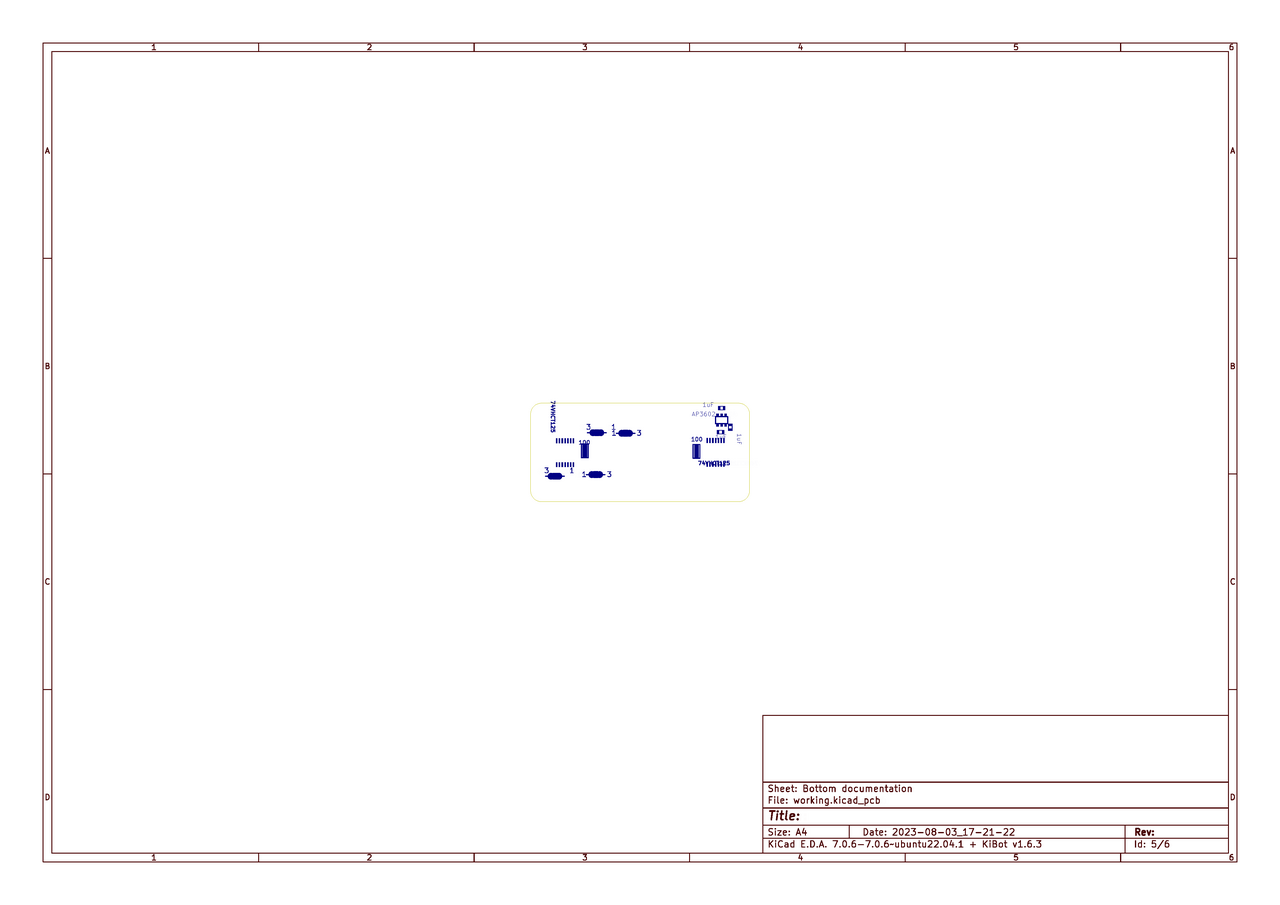 1 2 3 4 5 6
A A
B B
1uF
74VHCT125
AP3602
3 1
1 3
1uF
100 100
74VHCT125
3 1 1 3
C C
D D
Sheet: Bottom documentation
File: working.kicad_pcb
Title:
Size: A4 Date: 2023-08-03_17-21-22 Rev:
KiCad E.D.A. 7.0.6-7.0.6~ubuntu22.04.1 + KiBot v1.6.3 Id: 5/6
1 2 3 4 5 6